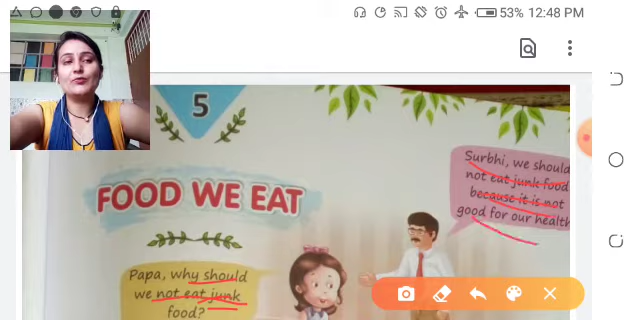 53% 12:48 PM
5
FOOD WE EAT
Surbhi, we should
not eat junk food
because it is not
good for our health
Papa, why should
we not eat junk
food?